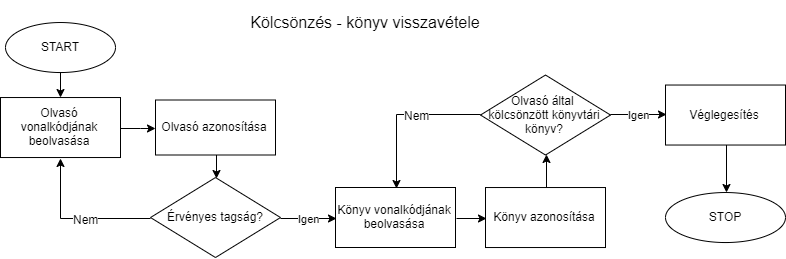 Kölcsönzés - könyv visszavétele
START
Olvasó
vonalkódjának
beolvasása
Olvasó azonosítása
Érvényes tagság?
Nem
Igen
Könyv vonalkódjának
beolvasása
Könyv azonosítása
Olvasó által
kölcsönzött könyvtári
könyv?
Nem
Igen
Véglegesítés
STOP